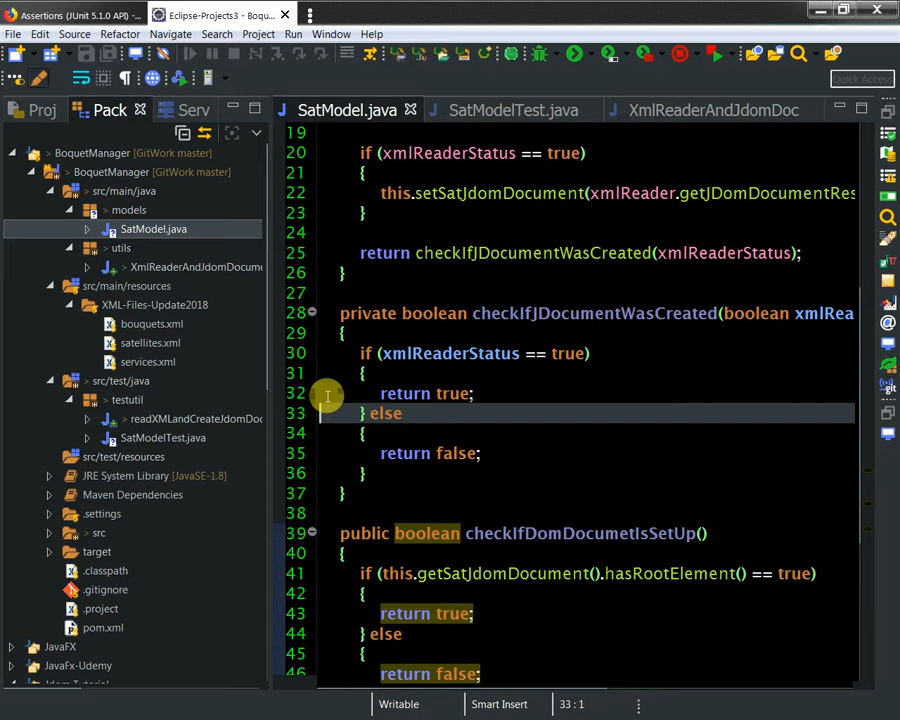 Assertions (JUnit 5.1.0 API) -...
Eclipse-Projects3 - Boquet...
File Edit Source Refactor Navigate Search Project Run Window Help
Quick Access
Proj Pack Serv
SatModel.java SatModelTest.java XmlReaderAndJdomDoc
BoquetManager [GitWork master]
BoquetManager [GitWork master]
src/main/java
models
SatModel.java
utils
XmlReaderAndJdomDocume
src/main/resources
XML-Files-Update2018
bouquets.xml
satellites.xml
services.xml
src/test/java
testutil
readXMLandCreateJdomDoc
SatModelTest.java
src/test/resources
JRE System Library [JavaSE-1.8]
Maven Dependencies
.settings
src
target
.classpath
.gitignore
.project
pom.xml
JavaFX
JavaFx-Udemy
19
20 if (xmlReaderStatus == true)
21 {
22 this.setSatJdomDocument(xmlReader.getJDomDocumentRes
23 }
24
25 return checkIfJDocumentWasCreated(xmlReaderStatus);
26 }
27
28 private boolean checkIfJDocumentWasCreated(boolean xmlRea
29 {
30 if (xmlReaderStatus == true)
31 {
32 return true;
33 } else
34 {
35 return false;
36 }
37 }
38
39 public boolean checkIfDomDocumetIsSetUp()
40 {
41 if (this.getSatJdomDocument().hasRootElement() == true)
42 {
43 return true;
44 } else
45 {
46 return false;
Writable Smart Insert 33 : 1